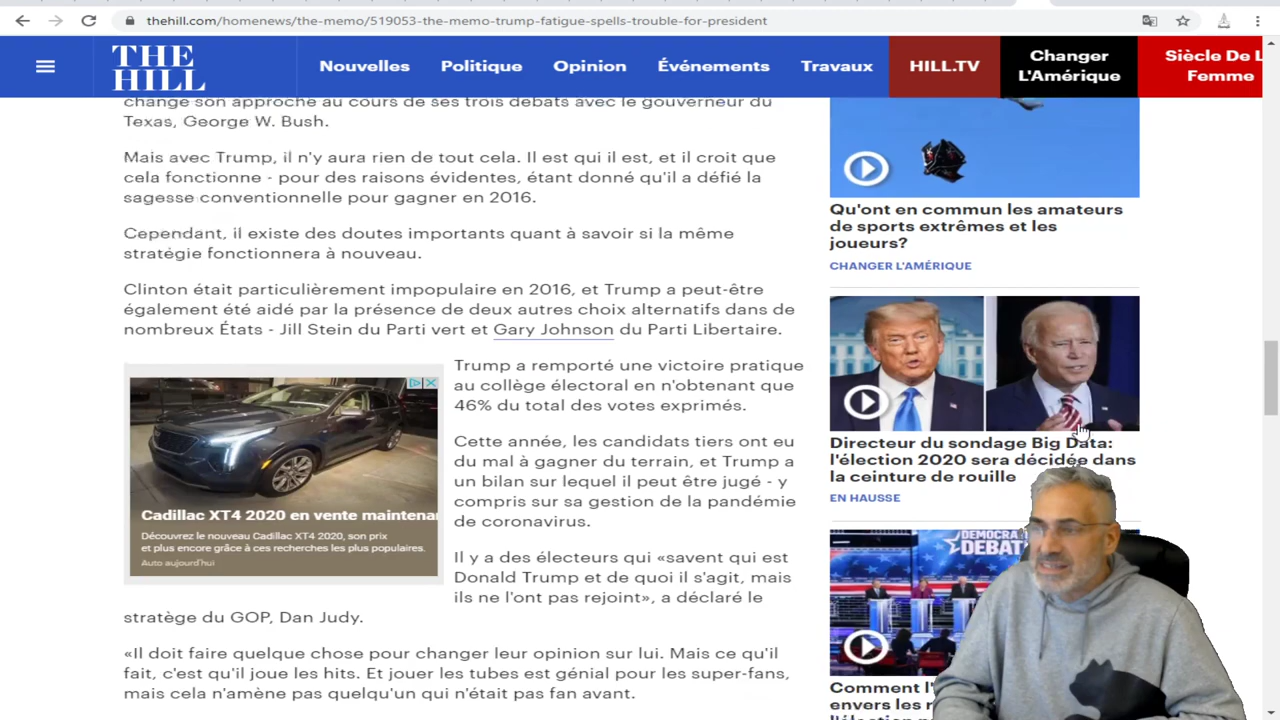 thehill.com/homenews/the-memo/519053-the-memo-trump-fatigue-spells-trouble-for-president
THE
HILL
Nouvelles
Politique
Opinion
Événements
Travaux
HILL.TV
Changer
L'Amérique
Siècle De L
Femme
changé son approche au cours de ses trois débats avec le gouverneur du
Texas, George W. Bush.
Mais avec Trump, il n'y aura rien de tout cela. Il est qui il est, et il croit que
cela fonctionne - pour des raisons évidentes, étant donné qu'il a défié la
sagesse conventionnelle pour gagner en 2016.
Cependant, il existe des doutes importants quant à savoir si la même
stratégie fonctionnera à nouveau.
Clinton était particulièrement impopulaire en 2016, et Trump a peut-être
également été aidé par la présence de deux autres choix alternatifs dans de
nombreux États - Jill Stein du Parti vert et Gary Johnson du Parti Libertaire.
Trump a remporté une victoire pratique
au collège électoral en n'obtenant que
46% du total des votes exprimés.
Cette année, les candidats tiers ont eu
du mal à gagner du terrain, et Trump a
un bilan sur lequel il peut être jugé - y
compris sur sa gestion de la pandémie
de coronavirus.
Il y a des électeurs qui «savent qui est
Donald Trump et de quoi il s'agit, mais
ils ne l'ont pas rejoint», a déclaré le
stratège du GOP, Dan Judy.
«Il doit faire quelque chose pour changer leur opinion sur lui. Mais ce qu'il
fait, c'est qu'il joue les hits. Et jouer les tubes est génial pour les super-fans,
mais cela n'amène pas quelqu'un qui n'était pas fan avant.
Cadillac XT4 2020 en vente maintenan
Découvrez le nouveau Cadillac XT4 2020, son prix
et plus encore grâce à ces recherches les plus populaires.
Auto aujourd'hui
Qu'ont en commun les amateurs
de sports extrêmes et les
joueurs?
CHANGER L'AMÉRIQUE
Directeur du sondage Big Data:
l'élection 2020 sera décidée dans
la ceinture de rouille
EN HAUSSE
DEBAT
Comment l'
envers les r